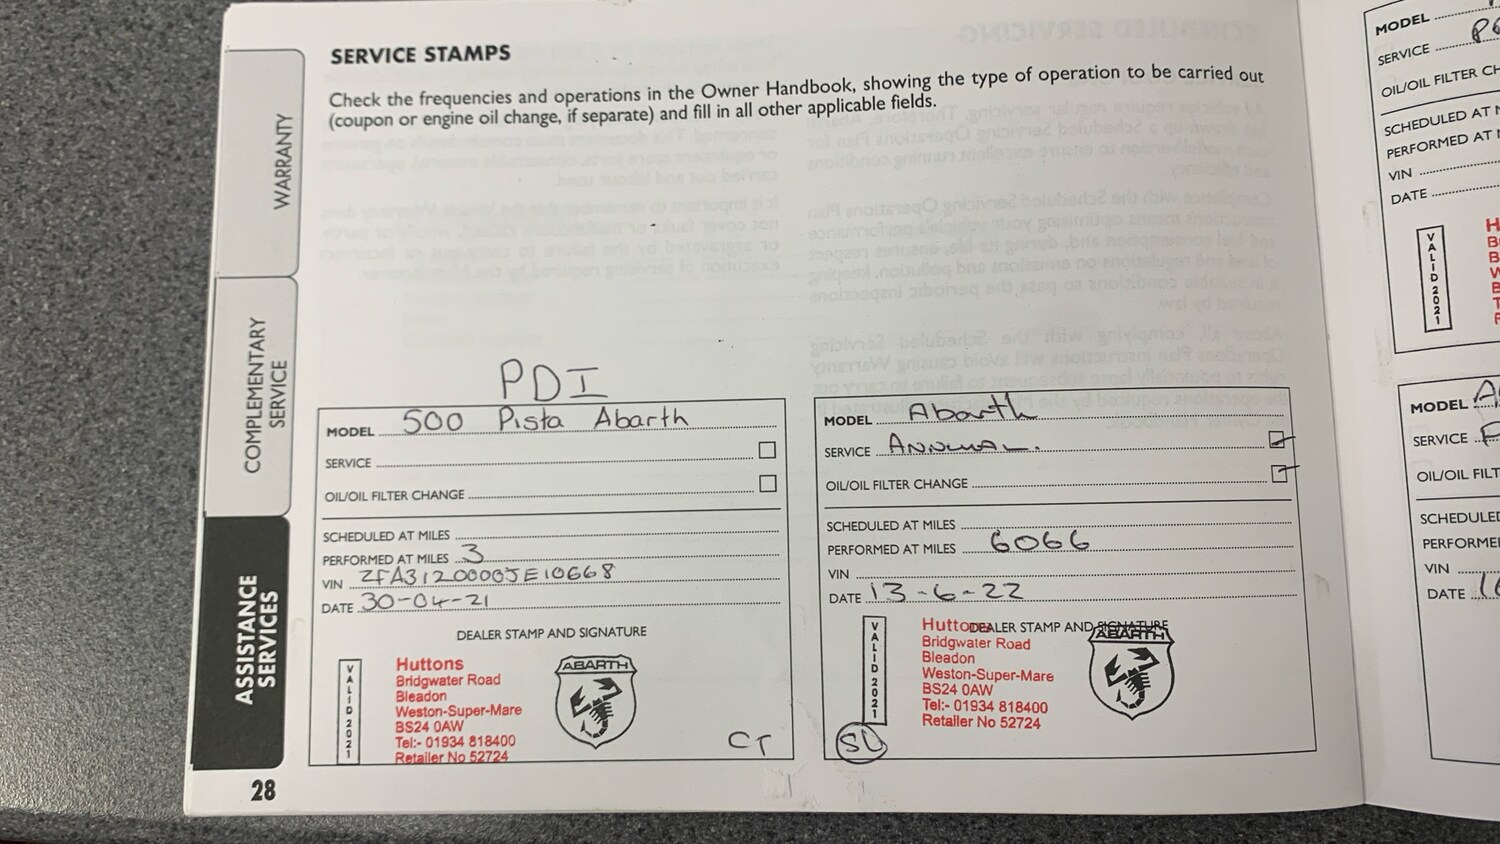 SERVICE STAMPS
Check the frequencies and operations in the Owner Handbook, showing the type of operation to be carried out
(coupon or engine oil change, if separate) and fill in all other applicable fields.
WARRANTY
COMPLEMENTARY
SERVICE
ASSISTANCE
SERVICES
28
PDI
MODEL 500 Pista Abarth
SERVICE
OIL/OIL FILTER CHANGE
SCHEDULED AT MILES
PERFORMED AT MILES 3
VIN ZFA3120000JE10668
DATE 30-04-21
DEALER STAMP AND SIGNATURE
VALID 2021
Huttons
Bridgwater Road
Bleadon
Weston-Super-Mare
BS24 0AW
Tel:- 01934 818400
Retailer No 52724
ABARTH
CT
MODEL Abarth
SERVICE ANNUAL.
OIL/OIL FILTER CHANGE
SCHEDULED AT MILES
PERFORMED AT MILES 6066
VIN
DATE 13-6-22
DEALER STAMP AND SIGNATURE
VALID 2021
Huttons
Bridgwater Road
Bleadon
Weston-Super-Mare
BS24 0AW
Tel:- 01934 818400
Retailer No 52724
ABARTH
SL
MODEL
SERVICE
OIL/OIL FILTER
SCHEDULED AT
PERFORMED AT
VIN
DATE
VALID 2021
MODEL
SERVICE
SCHEDULED
VIN
DATE